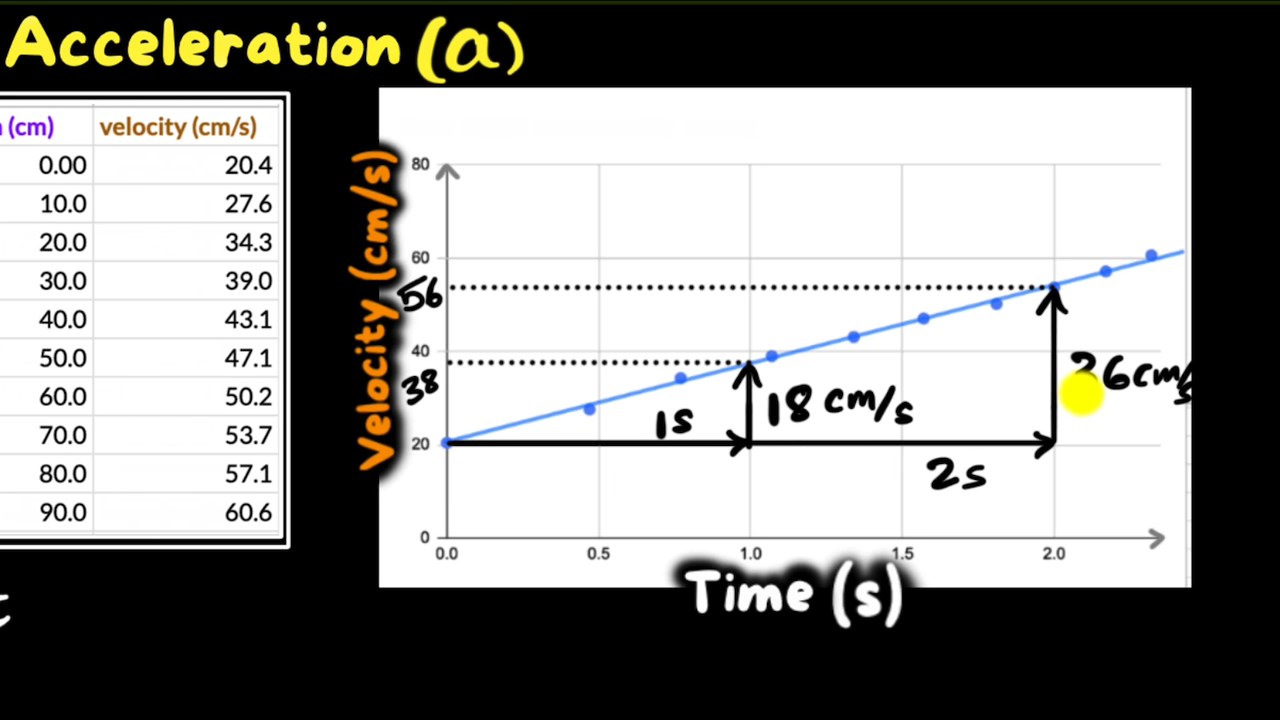 Acceleration (a)
(cm) velocity (cm/s)
0.00 20.4
10.0 27.6
20.0 34.3
30.0 39.0
40.0 43.1
50.0 47.1
60.0 50.2
70.0 53.7
80.0 57.1
90.0 60.6
Velocity (cm/s)
80
60
56
40
38
20
0
1s
18 cm/s
2s
36cm/s
0.0 0.5 1.0 1.5 2.0
Time (s)